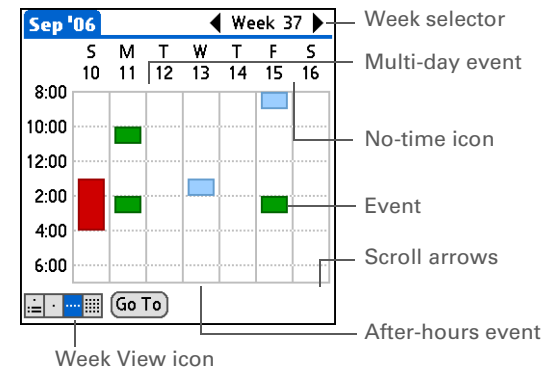 Sep '06
Week 37
Week selector
S M T W T F S
10 11 12 13 14 15 16
Multi-day event
8:00
10:00
No-time icon
12:00
2:00
Event
4:00
Scroll arrows
6:00
Go To
After-hours event
Week View icon